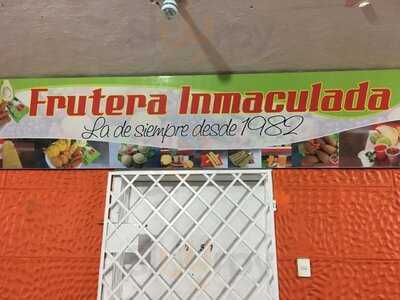 Frutera Inmaculada
La de siempre desde 1982